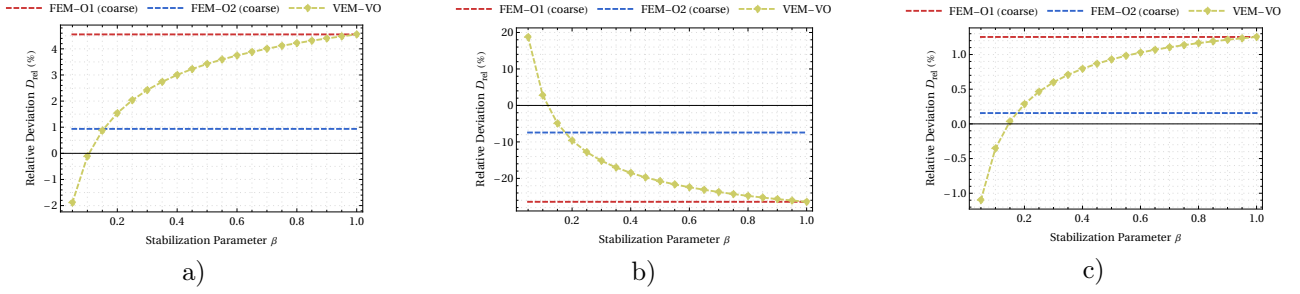 FEM−O1 (coarse) FEM−O2 (coarse) VEM−VO
Relative Deviation D_rel (%)
4
3
2
1
0
−1
−2
0.2 0.4 0.6 0.8 1.0
Stabilization Parameter β
a)
FEM−O1 (coarse) FEM−O2 (coarse) VEM−VO
Relative Deviation D_rel (%)
20
10
0
−10
−20
0.2 0.4 0.6 0.8 1.0
Stabilization Parameter β
b)
FEM−O1 (coarse) FEM−O2 (coarse) VEM−VO
Relative Deviation D_rel (%)
1.0
0.5
0.0
−0.5
−1.0
0.2 0.4 0.6 0.8 1.0
Stabilization Parameter β
c)